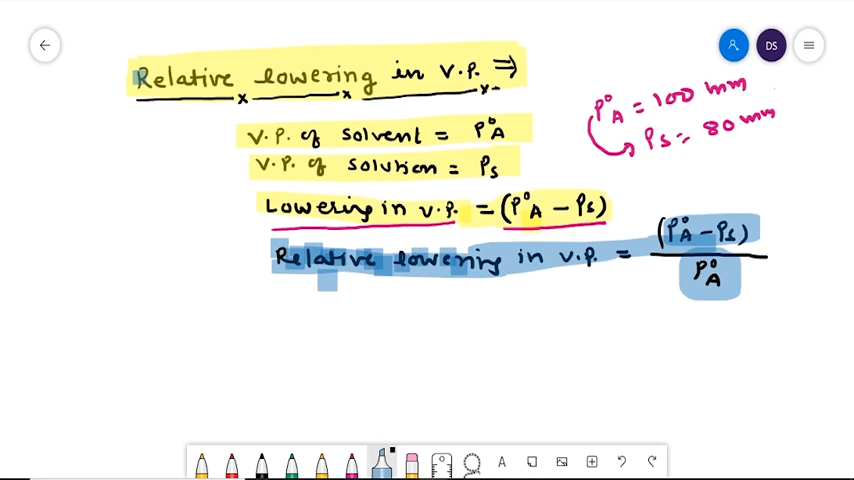 DS
Relative lowering in V.P. ⇒
P°A = 100 mm
Ps = 80 mm
V.P. of solvent = P°A
V.P. of solution = Ps
Lowering in V.P. = (P°A - Ps)
Relative lowering in V.P. = (P°A - Ps)
P°A
A